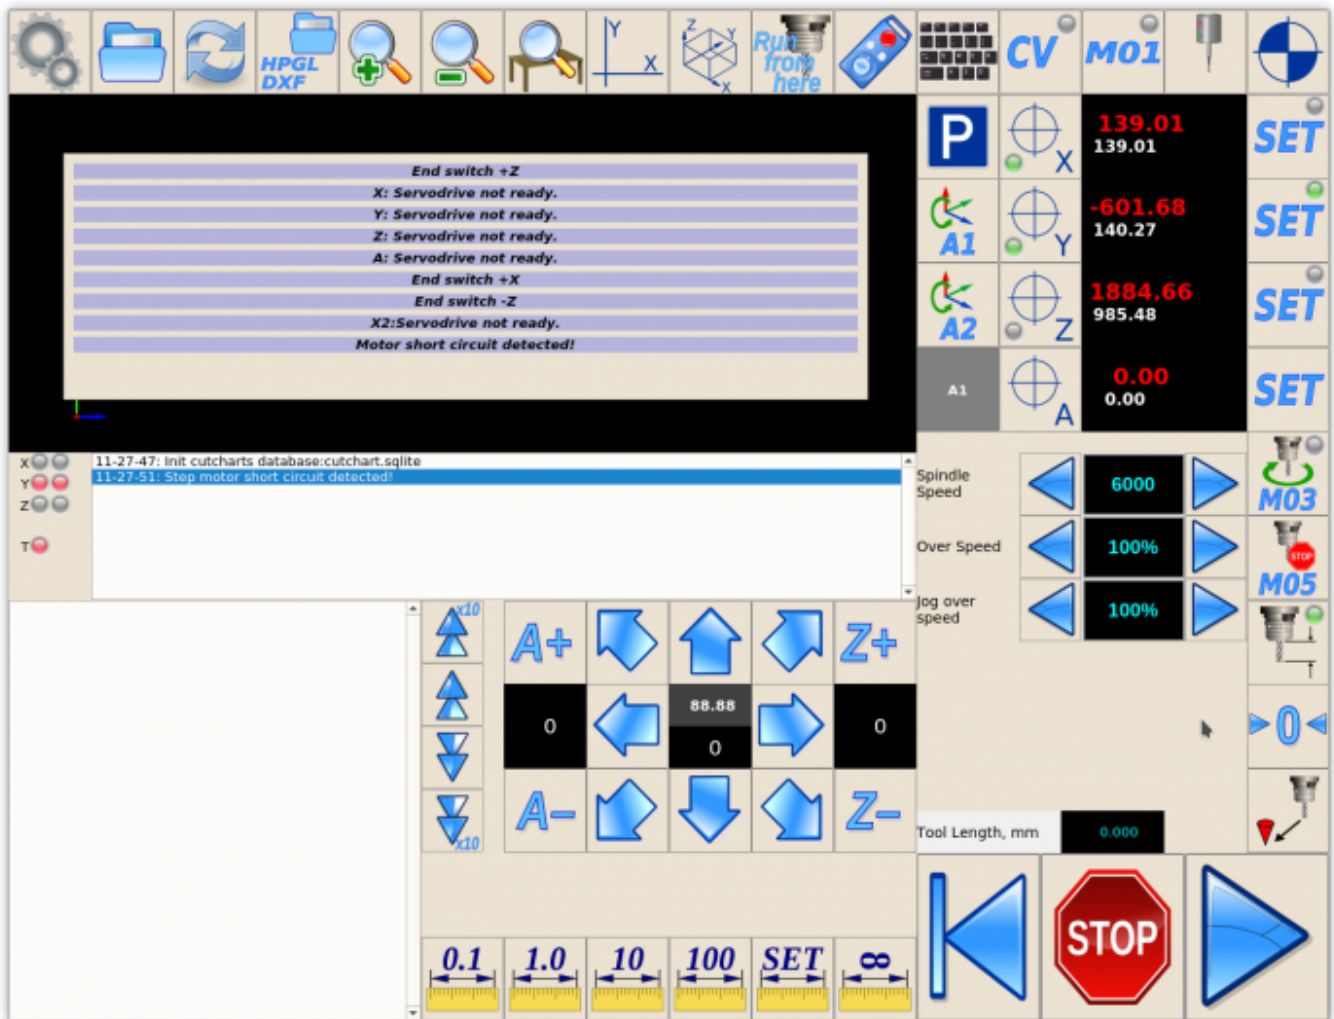 HPGL
DXF
Y
X
Z
Y
X
Run
from
here
CV
M01
End switch +Z
X: Servodrive not ready.
Y: Servodrive not ready.
Z: Servodrive not ready.
A: Servodrive not ready.
End switch +X
End switch -Z
X2:Servodrive not ready.
Motor short circuit detected!
P
X
139.01
139.01
SET
A1
Y
-601.68
140.27
SET
A2
Z
1884.66
985.48
SET
A1
A
0.00
0.00
SET
X
Y
Z
T
11-27-47: Init cutcharts database:cutchart.sqlite
11-27-51: Step motor short circuit detected!
Spindle
Speed
6000
M03
Over Speed
100%
STOP
M05
Jog over
speed
100%
x10
A+
Z+
0
88.88
0
0
0
A-
Z-
x10
Tool Length, mm
0.000
0.1
1.0
10
100
SET
∞
STOP